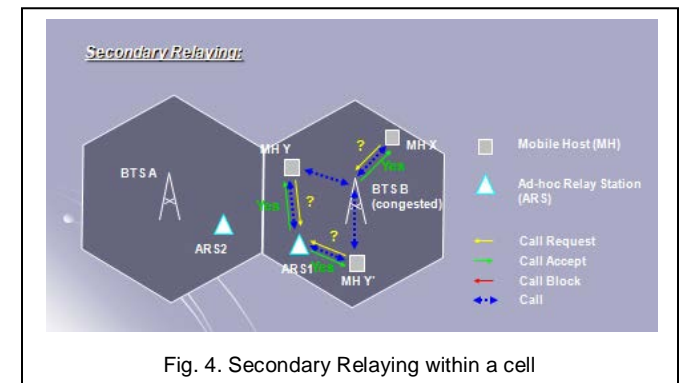 Secondary Relaying:
MH Y
?
MH X
Yes
BTS A
BTS B
(congested)
Yes
?
?
ARS2
ARS1
Yes
MH Y'
Mobile Host (MH)
Ad-hoc Relay Station
(ARS)
Call Request
Call Accept
Call Block
Call
Fig. 4. Secondary Relaying within a cell